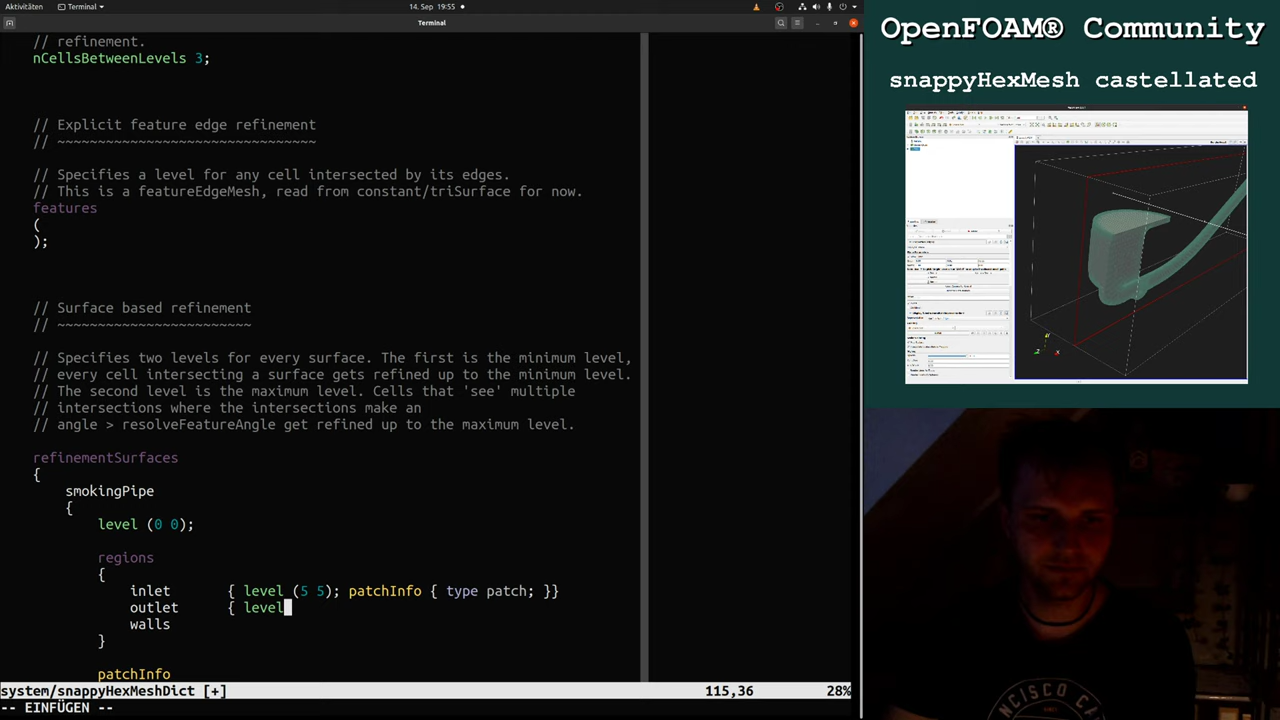 Aktivitäten
Terminal
14. Sep 19:55
Terminal
// refinement.
nCellsBetweenLevels 3;
// Explicit feature edge refinement
// ~~~~~~~~~~~~~~~~~~~~~~~~~~~~~~~~
// Specifies a level for any cell intersected by its edges.
// This is a featureEdgeMesh, read from constant/triSurface for now.
features
(
);
// Surface based refinement
// ~~~~~~~~~~~~~~~~~~~~~~~~
// Specifies two levels for every surface. The first is the minimum level,
// every cell intersecting a surface gets refined up to the minimum level.
// The second level is the maximum level. Cells that 'see' multiple
// intersections where the intersections make an
// angle > resolveFeatureAngle get refined up to the maximum level.
refinementSurfaces
{
smokingPipe
{
level (0 0);
regions
{
inlet { level (5 5); patchInfo { type patch; }}
outlet { level
walls
}
patchInfo
system/snappyHexMeshDict [+] 115,36 28%
-- EINFÜGEN --
OpenFOAM® Community
snappyHexMesh castellated